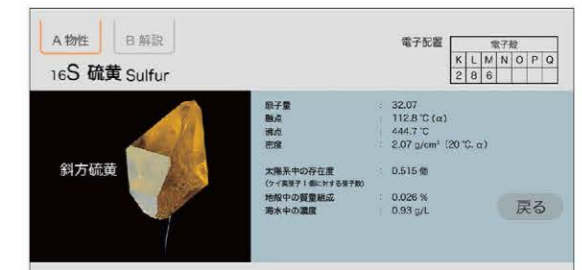 A 物性
B 解説
16S 硫黄 Sulfur
電子配置
電子殻
K L M N O P Q
2 8 6
斜方硫黄
原子量 : 32.07
融点 : 112.8 ℃ (α)
沸点 : 444.7 ℃
密度 : 2.07 g/cm³ (20 ℃, α)
太陽系中の存在度 : 0.515 個
(ケイ素原子1個に対する原子数)
地殻中の質量組成 : 0.026 %
海水中の濃度 : 0.93 g/L
戻る